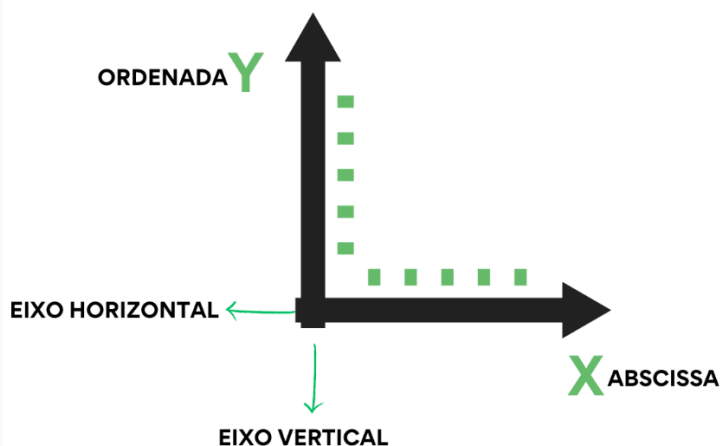 ORDENADA Y
EIXO HORIZONTAL
X ABSCISSA
EIXO VERTICAL